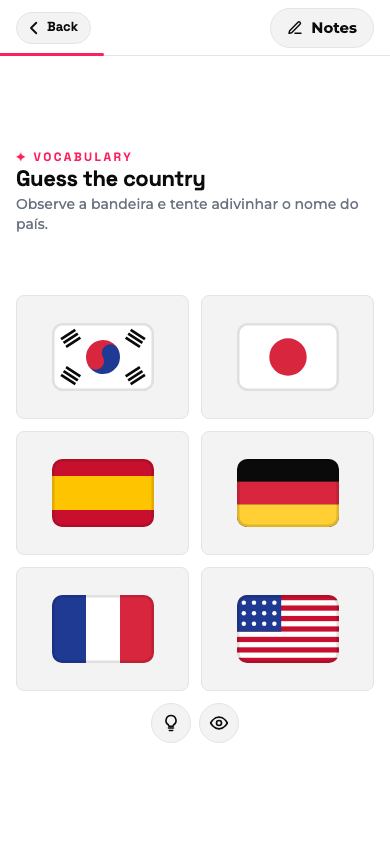 Back
Notes
VOCABULARY
Guess the country
Observe a bandeira e tente adivinhar o nome do
país.